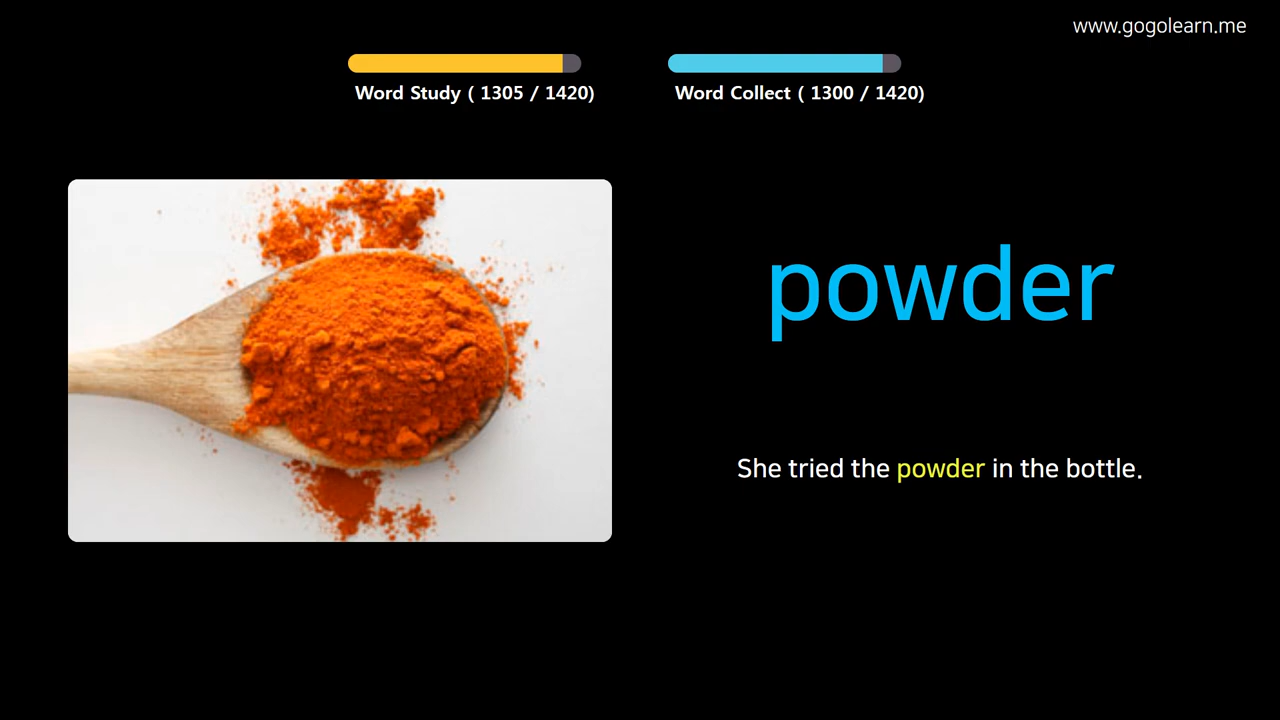 www.gogolearn.me
Word Study ( 1305 / 1420)
Word Collect ( 1300 / 1420)
powder
She tried the powder in the bottle.